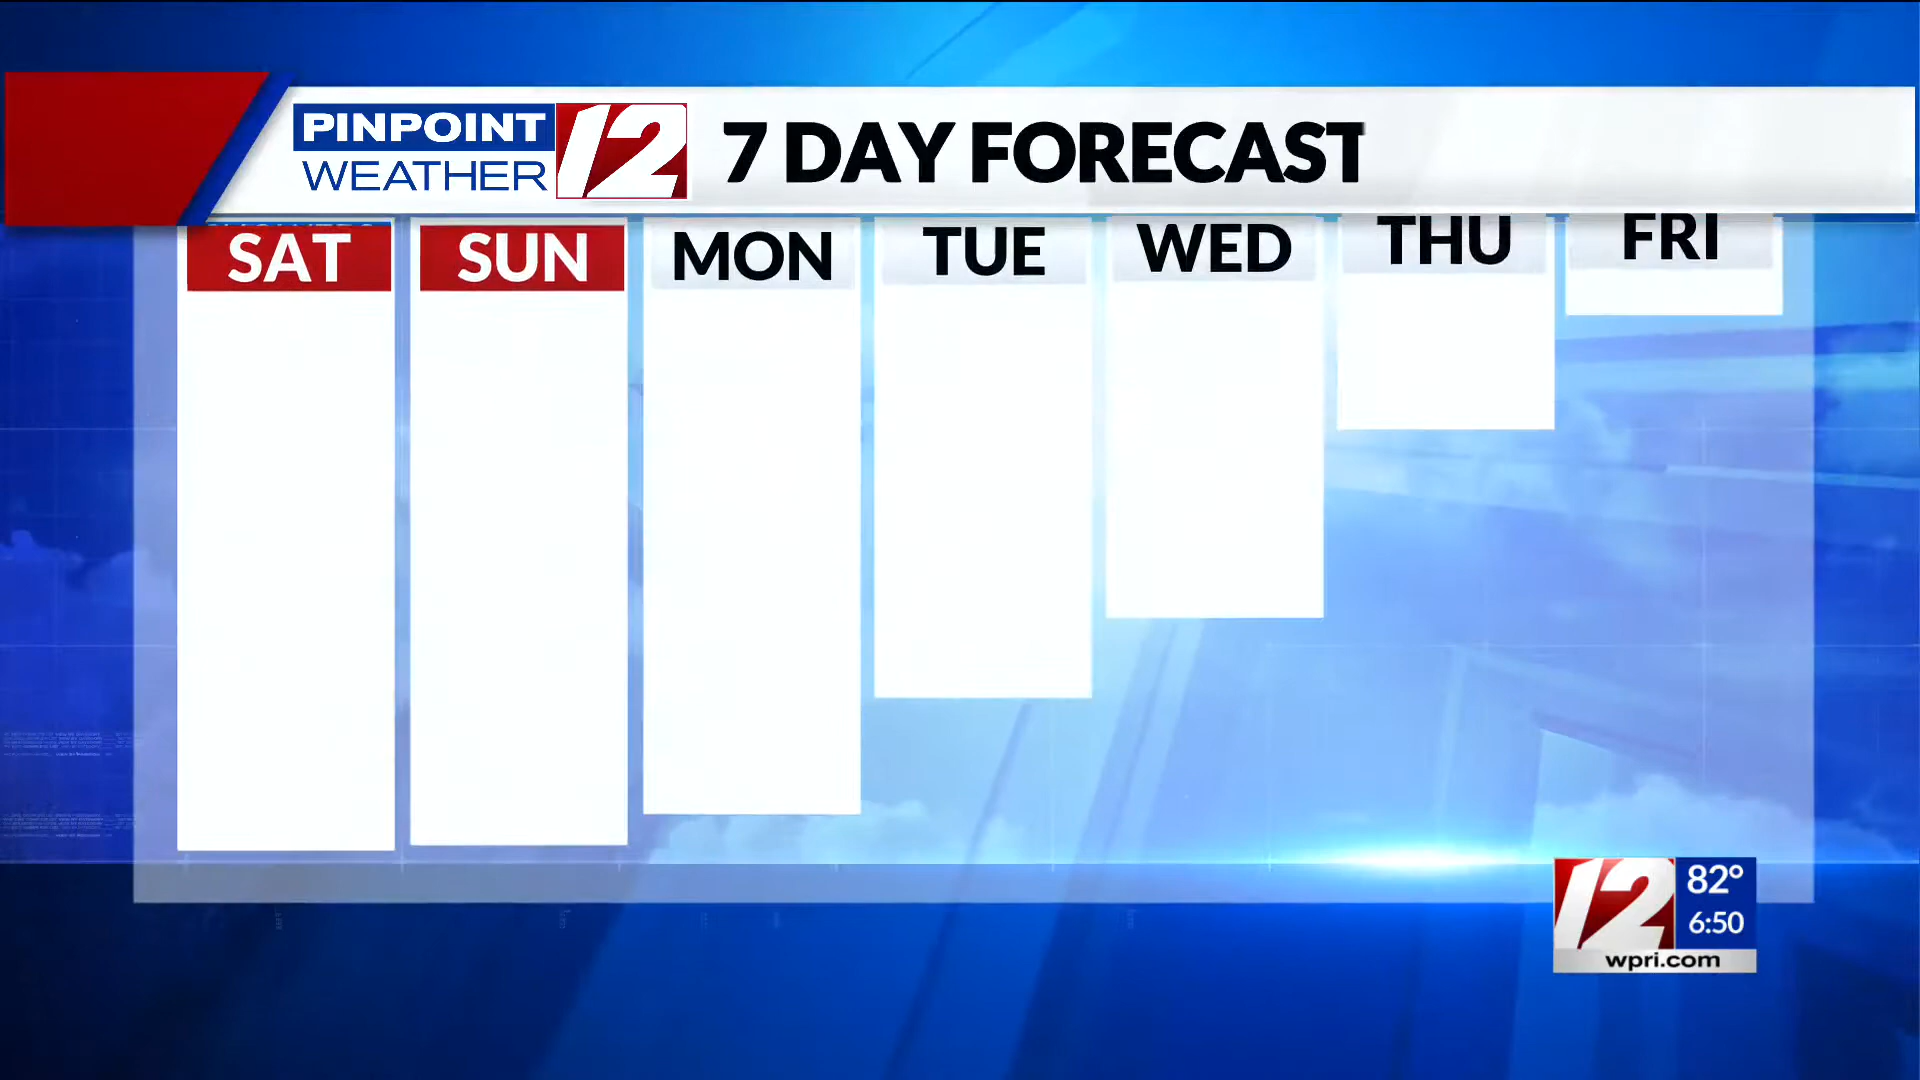 PINPOINT
WEATHER
12
7 DAY FORECAST
SAT
SUN
MON
TUE
WED
THU
FRI
12
82°
6:50
wpri.com